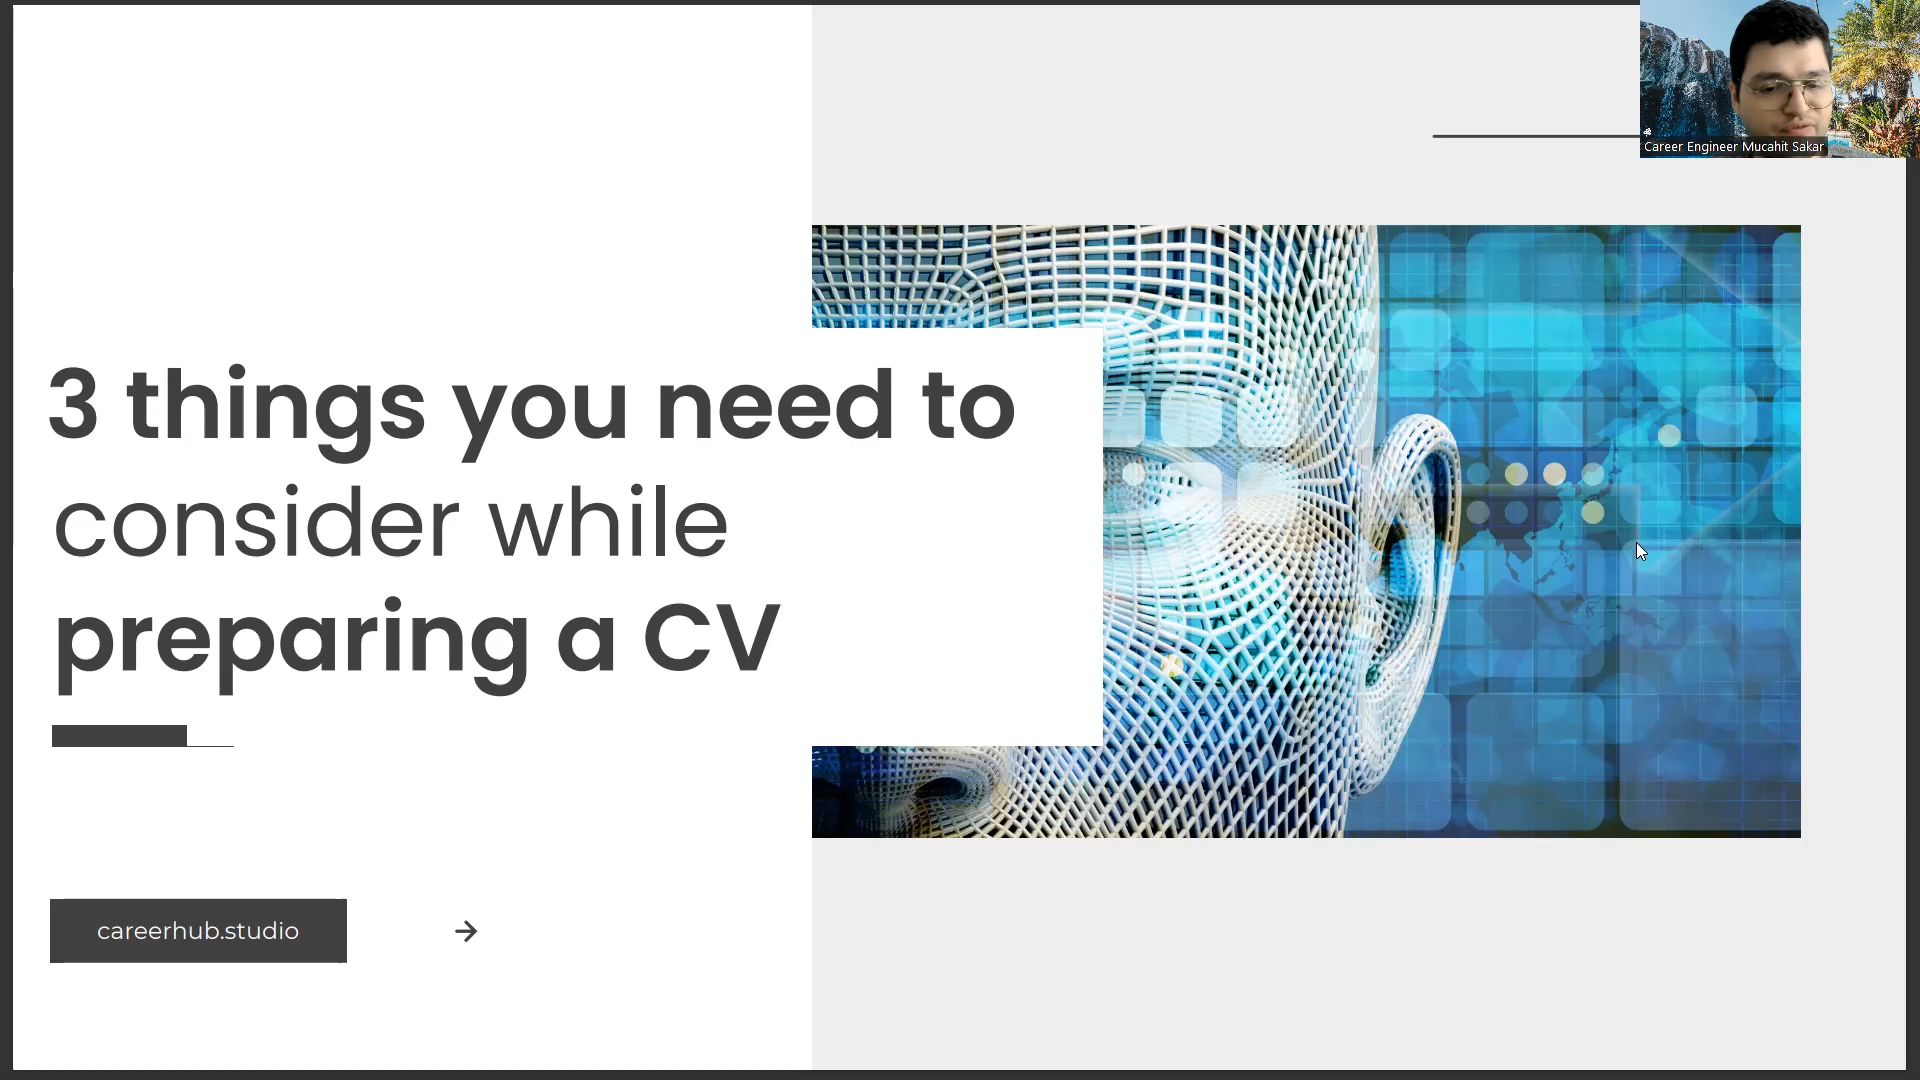 Career Engineer Mucahit Sakar
3 things you need to
consider while
preparing a CV
careerhub.studio